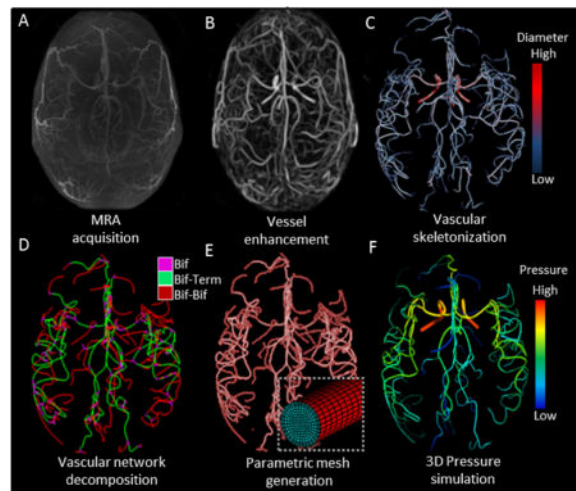 A
B
C
Diameter
High
Low
MRA
acquisition
Vessel
enhancement
Vascular
skeletonization
D
Bif
Bif-Term
Bif-Bif
E
F
Pressure
High
Low
Vascular network
decomposition
Parametric mesh
generation
3D Pressure
simulation